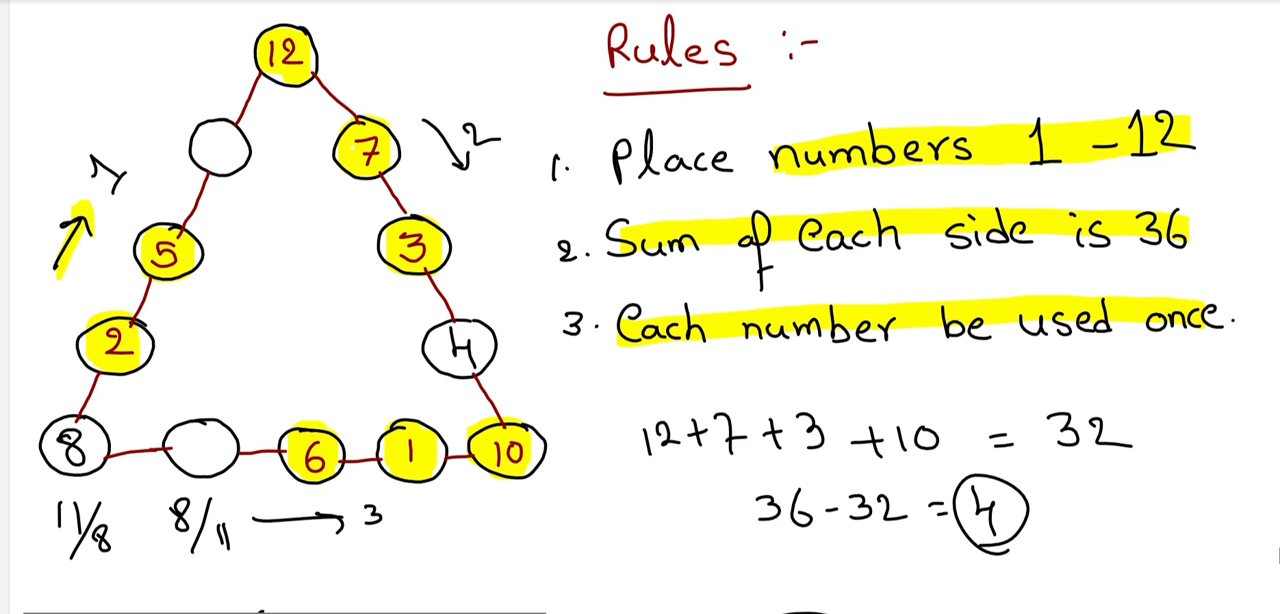 Rules :-
1. Place numbers 1 - 12
2. Sum of each side is 36
3. Each number be used once.
12+7+3+10 = 32
36-32 = 4
12
7
2
1
5
3
2
4
8
6
1
10
11/8
8/11
3